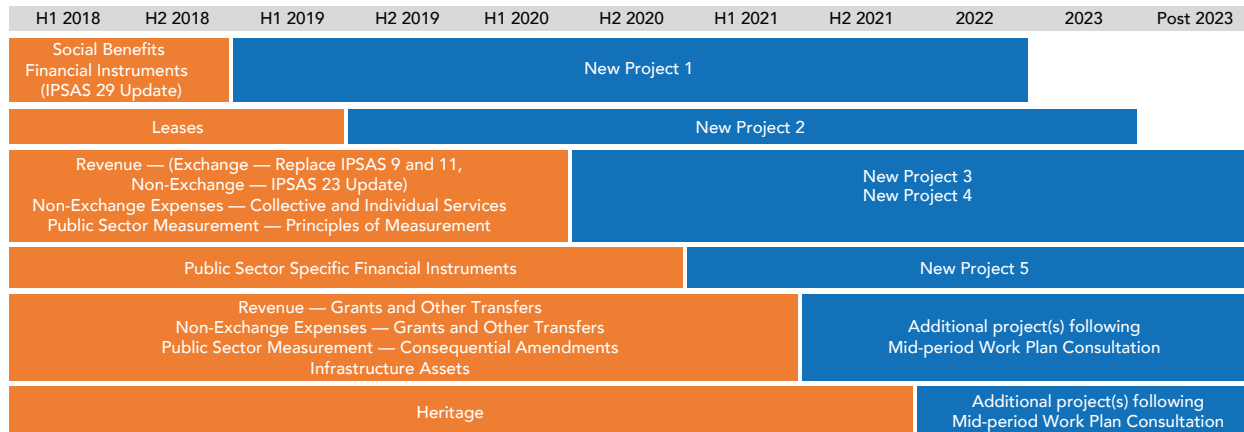 H1 2018 H2 2018 H1 2019 H2 2019 H1 2020 H2 2020 H1 2021 H2 2021 2022 2023 Post 2023
Social Benefits
Financial Instruments
(IPSAS 29 Update)
New Project 1
Leases
New Project 2
Revenue — (Exchange — Replace IPSAS 9 and 11,
Non-Exchange — IPSAS 23 Update)
Non-Exchange Expenses — Collective and Individual Services
Public Sector Measurement — Principles of Measurement
New Project 3
New Project 4
Public Sector Specific Financial Instruments
New Project 5
Revenue — Grants and Other Transfers
Non-Exchange Expenses — Grants and Other Transfers
Public Sector Measurement — Consequential Amendments
Infrastructure Assets
Additional project(s) following
Mid-period Work Plan Consultation
Heritage
Additional project(s) following
Mid-period Work Plan Consultation